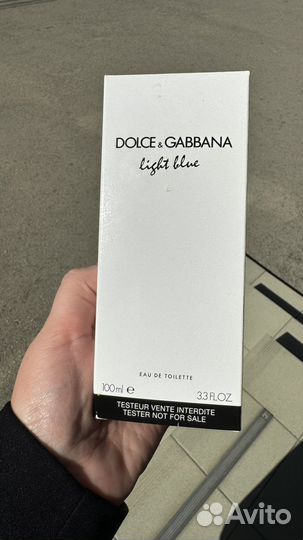 DOLCE & GABBANA
light blue
EAU DE TOILETTE
100ml e 3.3 FL.OZ.
TESTEUR VENTE INTERDITE
TESTER NOT FOR SALE
Avito